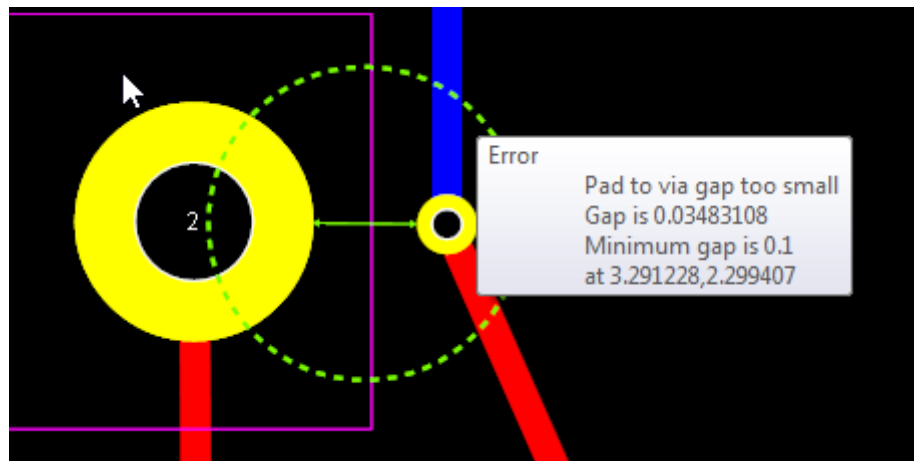 Error
Pad to via gap too small
Gap is 0.03483108
2
Minimum gap is 0.1
at 3.291228,2.299407